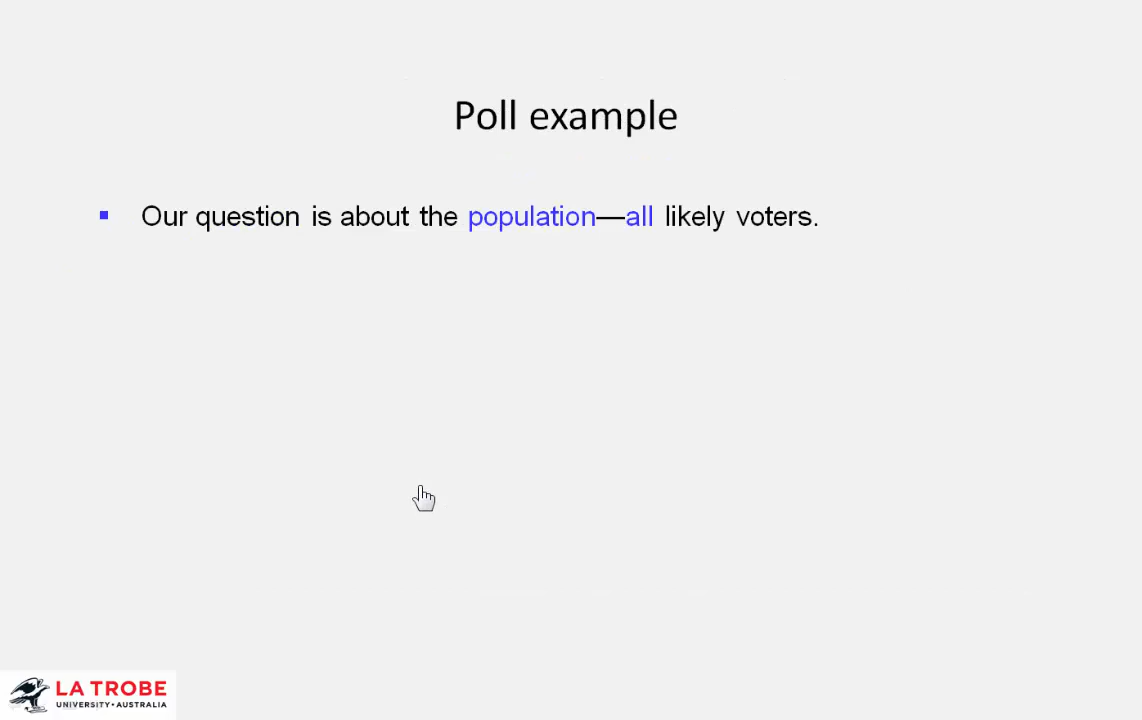 Poll example
▪ Our question is about the population—all likely voters.
LA TROBE
UNIVERSITY • AUSTRALIA